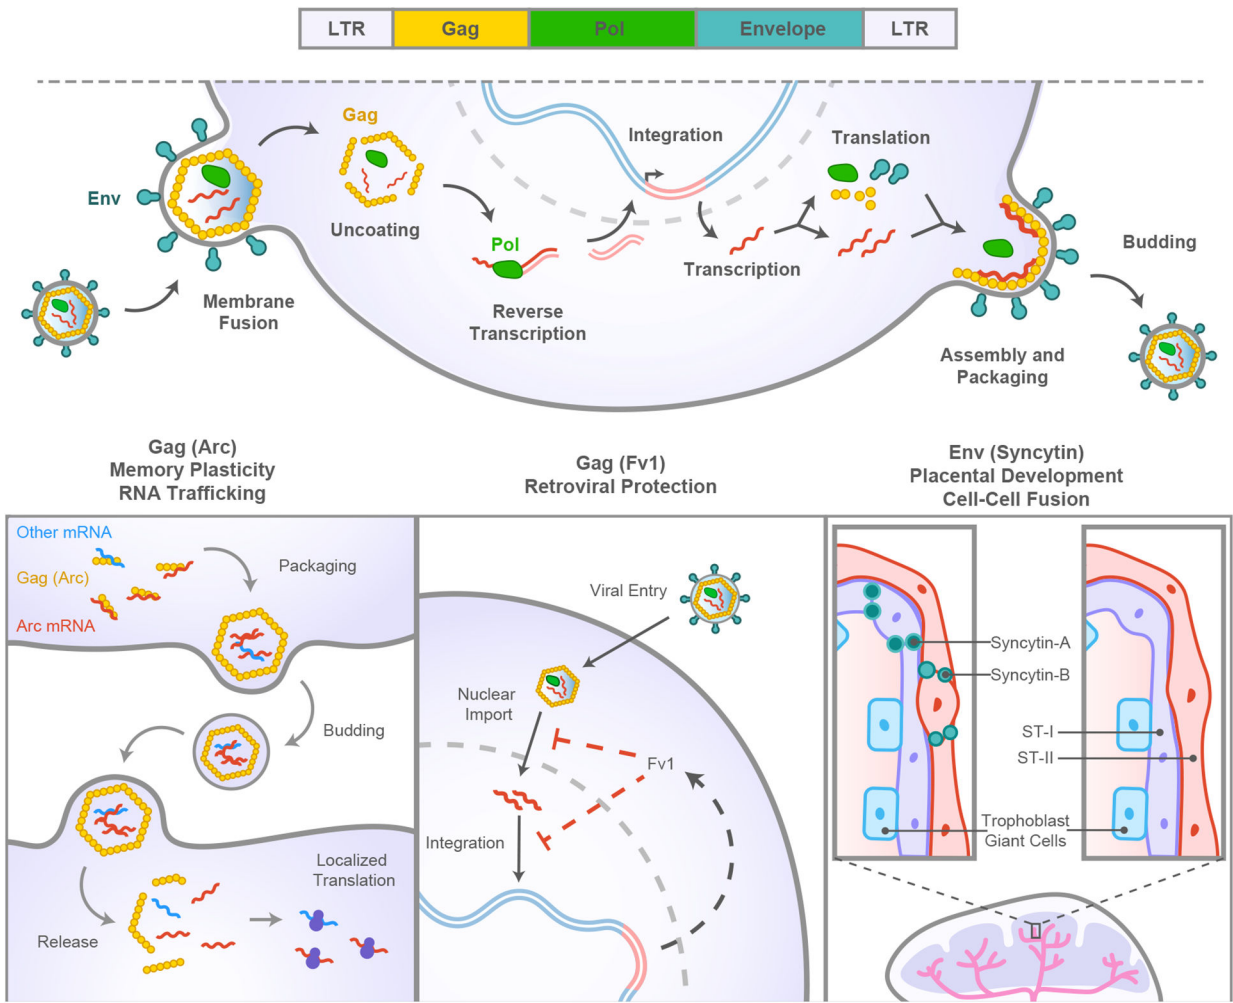 LTR Gag Pol Envelope LTR
Gag
Integration
Translation
Env
Uncoating
Pol
Transcription
Budding
Membrane
Fusion
Reverse
Transcription
Assembly and
Packaging
Gag (Arc)
Memory Plasticity
RNA Trafficking
Other mRNA
Gag (Arc)
Arc mRNA
Packaging
Budding
Localized
Translation
Release
Gag (Fv1)
Retroviral Protection
Viral Entry
Nuclear
Import
Fv1
Integration
Env (Syncytin)
Placental Development
Cell-Cell Fusion
Syncytin-A
Syncytin-B
ST-I
ST-II
Trophoblast
Giant Cells